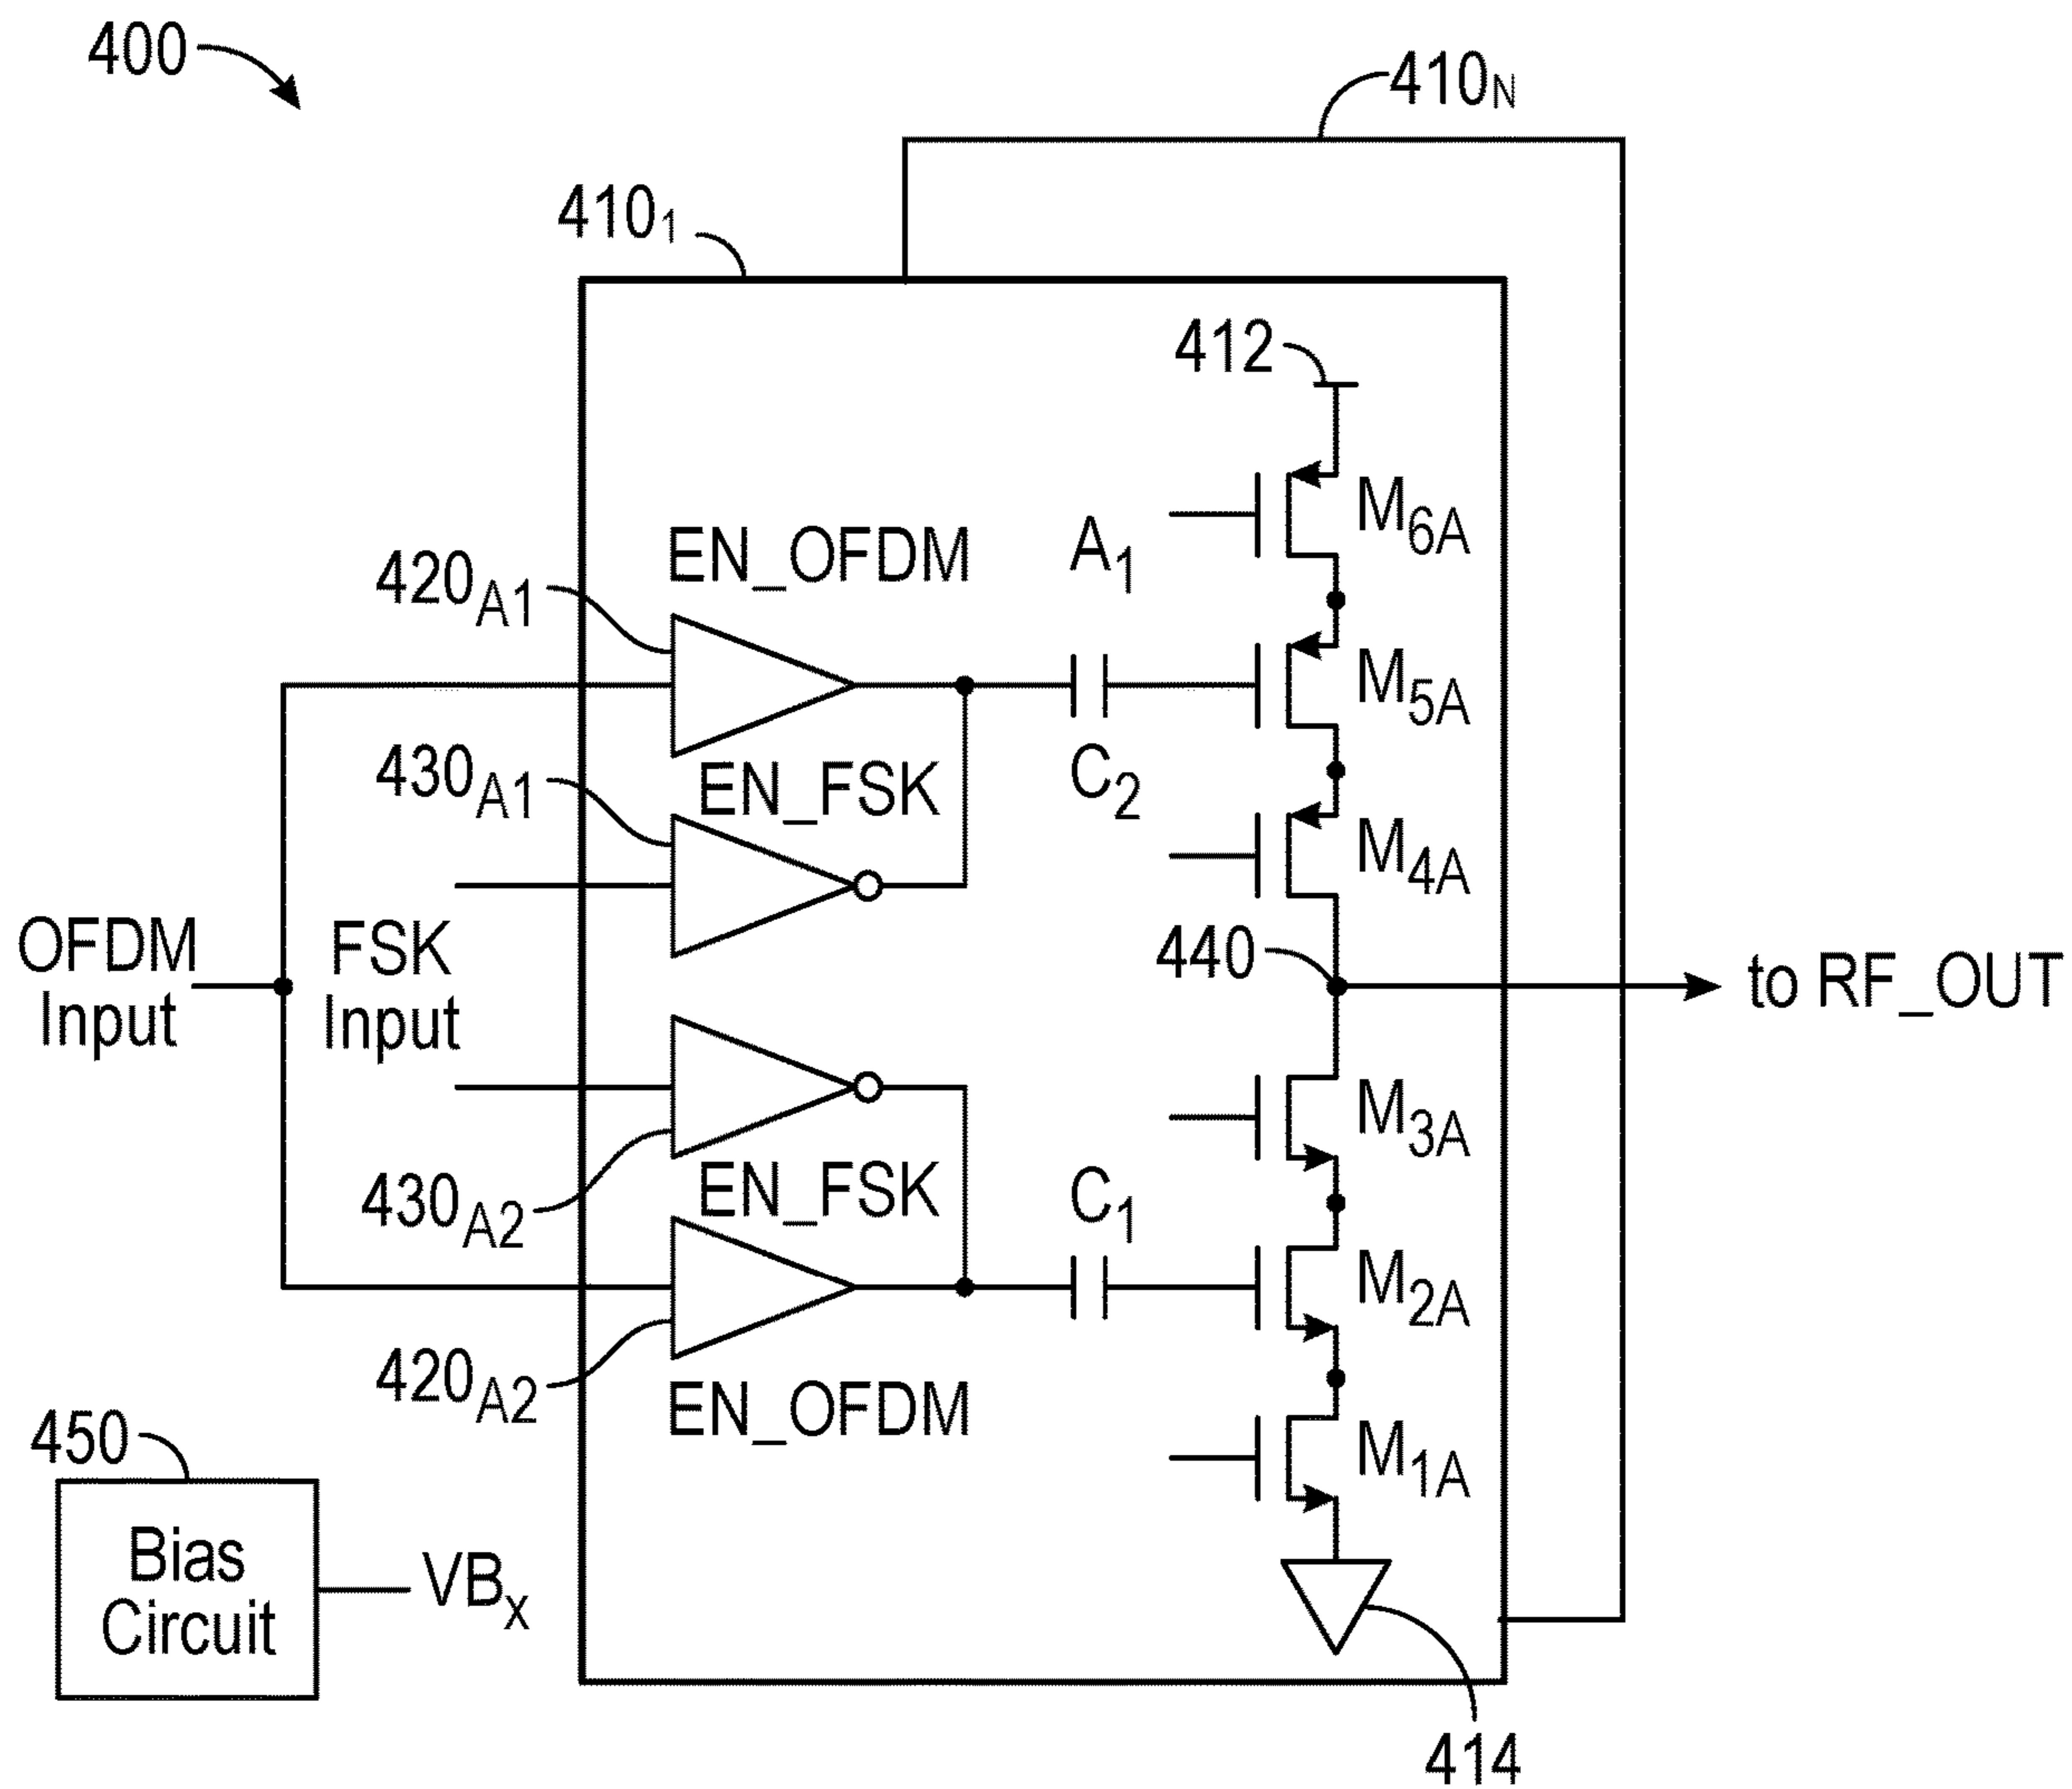 400
410N
4101
412
EN_OFDM
A1
M6A
420A1
M5A
430A1
EN_FSK
C2
M4A
OFDM
Input
FSK
Input
440
to RF_OUT
M3A
430A2
EN_FSK
C1
M2A
420A2
EN_OFDM
M1A
450
Bias
Circuit
VBx
414